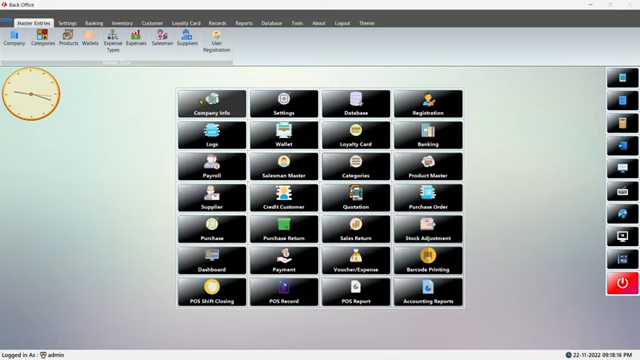 Back Office
Master Entries Settings Banking Inventory Customer Loyalty Card Records Reports Database Tools About Logout Theme
Company Categories Products Wallets Expense Types Expenses Salesman Suppliers User Registration
Company Info Settings Database Registration
Logs Wallet Loyalty Card Banking
Payroll Salesman Master Categories Product Master
Supplier Credit Customer Quotation Purchase Order
Purchase Purchase Return Sales Return Stock Adjustment
Dashboard Payment Voucher/Expense Barcode Printing
POS Shift Closing POS Record POS Report Accounting Reports
Logged in As : admin 22-11-2022 09:18:16 PM